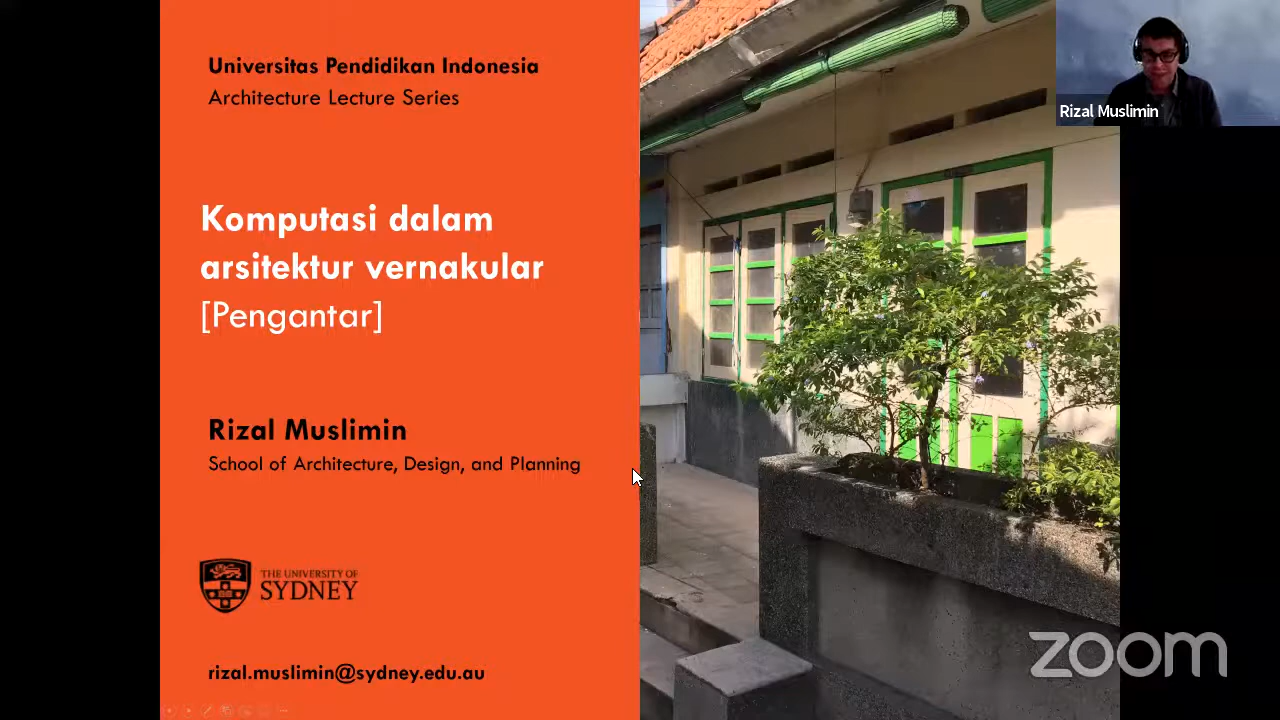 Universitas Pendidikan Indonesia
Architecture Lecture Series
Komputasi dalam
arsitektur vernakular
[Pengantar]
Rizal Muslimin
School of Architecture, Design, and Planning
THE UNIVERSITY OF
SYDNEY
rizal.muslimin@sydney.edu.au
Rizal Muslimin
zoom